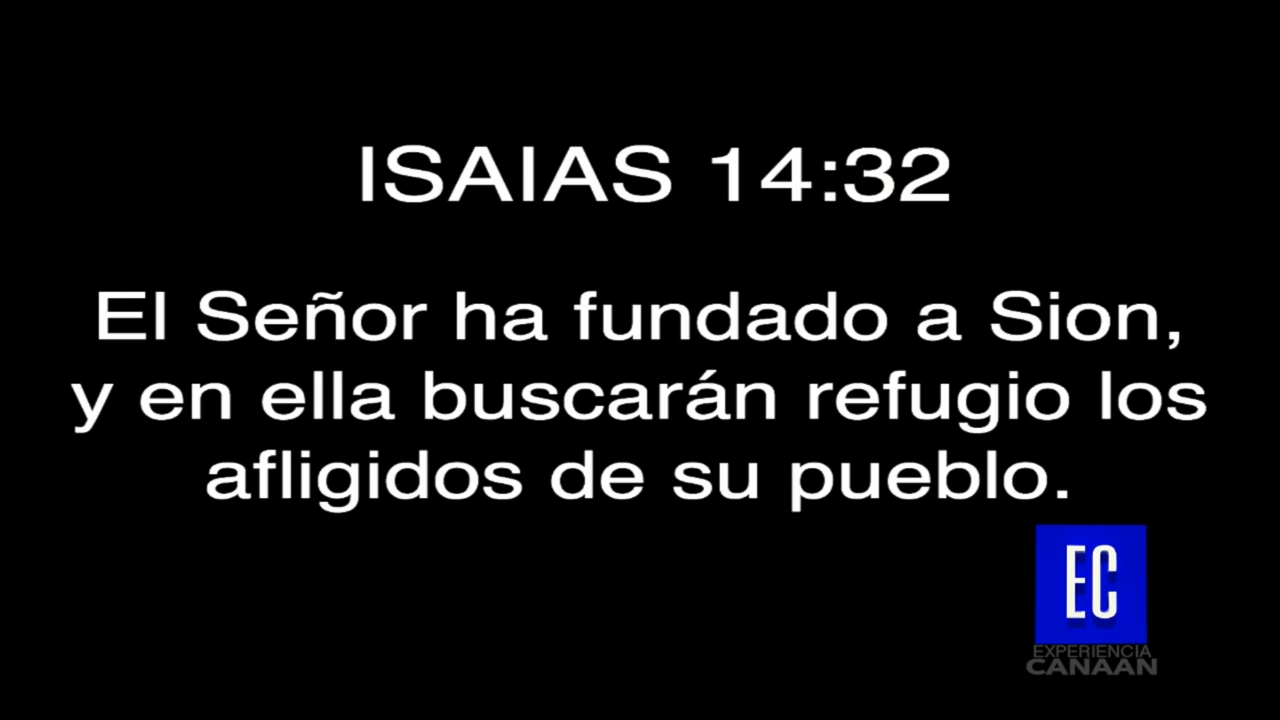 ISAIAS 14:32
El Señor ha fundado a Sion,
y en ella buscarán refugio los
afligidos de su pueblo.
EC
EXPERIENCIA
CANAAN